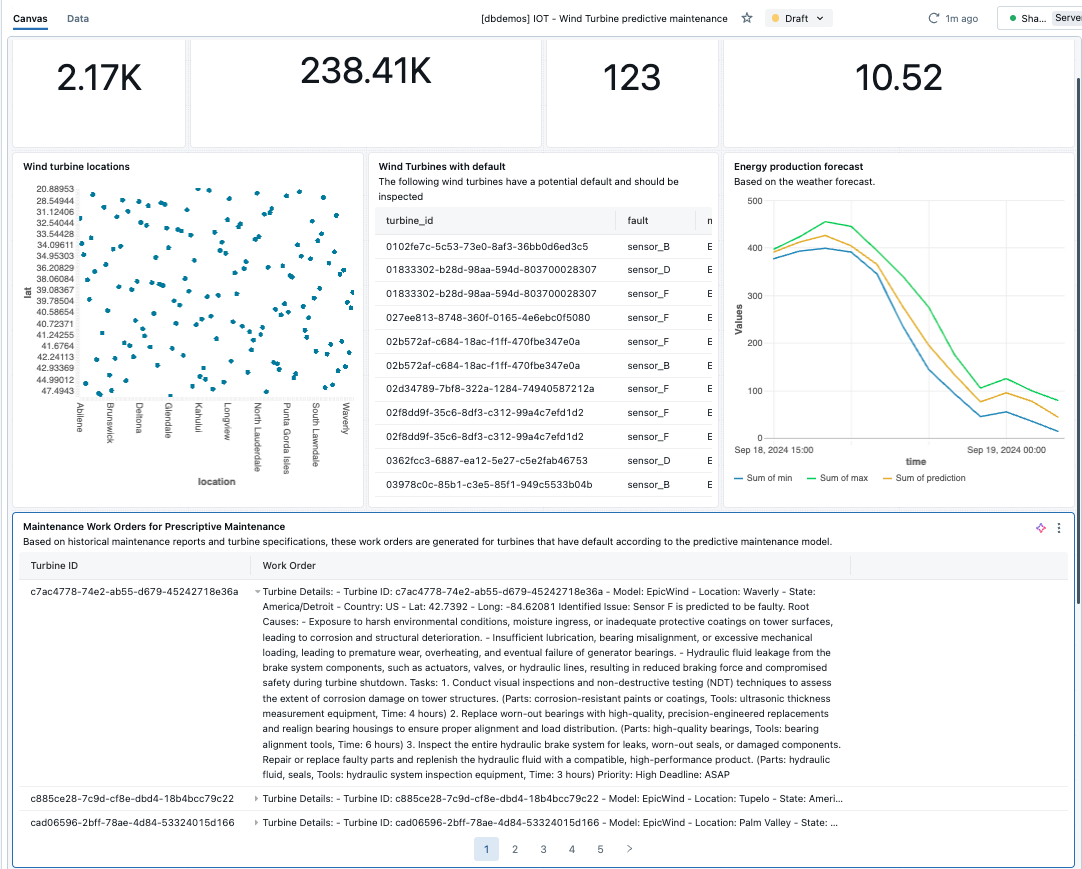 Canvas
Data
[dbdemos] IOT - Wind Turbine predictive maintenance
Draft
1m ago
Sha...
Server
2.17K
238.41K
123
10.52
Wind turbine locations
20.88953
28.54944
31.12406
32.54044
33.54428
34.09611
34.95303
36.20829
38.06084
39.08367
39.78504
40.58654
40.72371
41.24255
41.6764
42.24113
42.93369
44.99012
47.4943
lat
Abilene
Brunswick
Deltona
Glendale
Kahului
Longview
North Lauderdale
Punta Gorda Isles
South Lawndale
Waverly
location
Wind Turbines with default
The following wind turbines have a potential default and should be
inspected
turbine_id fault
0102fe7c-5c53-73e0-8af3-36bb0d6ed3c5 sensor_B E
01833302-b28d-98aa-594d-803700028307 sensor_D E
01833302-b28d-98aa-594d-803700028307 sensor_F E
027ee813-8748-360f-0165-4e6ebc0f5080 sensor_F E
02b572af-c684-18ac-f1ff-470fbe347e0a sensor_F E
02b572af-c684-18ac-f1ff-470fbe347e0a sensor_B E
02d34789-7bf8-322a-1284-74940587212a sensor_F E
02f8dd9f-35c6-8df3-c312-99a4c7efd1d2 sensor_F E
02f8dd9f-35c6-8df3-c312-99a4c7efd1d2 sensor_F E
0362fcc3-6887-ea12-5e27-c5e2fab46753 sensor_D E
03978c0c-85b1-c3e5-85f1-949c5533b04b sensor_B E
Energy production forecast
Based on the weather forecast.
500
400
300
200
100
0
Values
Sep 18, 2024 15:00
Sep 19, 2024 00:00
time
Sum of min
Sum of max
Sum of prediction
Maintenance Work Orders for Prescriptive Maintenance
Based on historical maintenance reports and turbine specifications, these work orders are generated for turbines that have default according to the predictive maintenance model.
Turbine ID Work Order
c7ac4778-74e2-ab55-d679-45242718e36a Turbine Details: - Turbine ID: c7ac4778-74e2-ab55-d679-45242718e36a - Model: EpicWind - Location: Waverly - State:
America/Detroit - Country: US - Lat: 42.7392 - Long: -84.62081 Identified Issue: Sensor F is predicted to be faulty. Root
Causes: - Exposure to harsh environmental conditions, moisture ingress, or inadequate protective coatings on tower surfaces,
leading to corrosion and structural deterioration. - Insufficient lubrication, bearing misalignment, or excessive mechanical
loading, leading to premature wear, overheating, and eventual failure of generator bearings. - Hydraulic fluid leakage from the
brake system components, such as actuators, valves, or hydraulic lines, resulting in reduced braking force and compromised
safety during turbine shutdown. Tasks: 1. Conduct visual inspections and non-destructive testing (NDT) techniques to assess
the extent of corrosion damage on tower structures. (Parts: corrosion-resistant paints or coatings, Tools: ultrasonic thickness
measurement equipment, Time: 4 hours) 2. Replace worn-out bearings with high-quality, precision-engineered replacements
and realign bearing housings to ensure proper alignment and load distribution. (Parts: high-quality bearings, Tools: bearing
alignment tools, Time: 6 hours) 3. Inspect the entire hydraulic brake system for leaks, worn-out seals, or damaged components.
Repair or replace faulty parts and replenish the hydraulic fluid with a compatible, high-performance product. (Parts: hydraulic
fluid, seals, Tools: hydraulic system inspection equipment, Time: 3 hours) Priority: High Deadline: ASAP
c885ce28-7c9d-cf8e-dbd4-18b4bcc79c22 Turbine Details: - Turbine ID: c885ce28-7c9d-cf8e-dbd4-18b4bcc79c22 - Model: EpicWind - Location: Tupelo - State: Ameri...
cad06596-2bff-78ae-4d84-53324015d166 Turbine Details: - Turbine ID: cad06596-2bff-78ae-4d84-53324015d166 - Model: EpicWind - Location: Palm Valley - State: ...
1 2 3 4 5